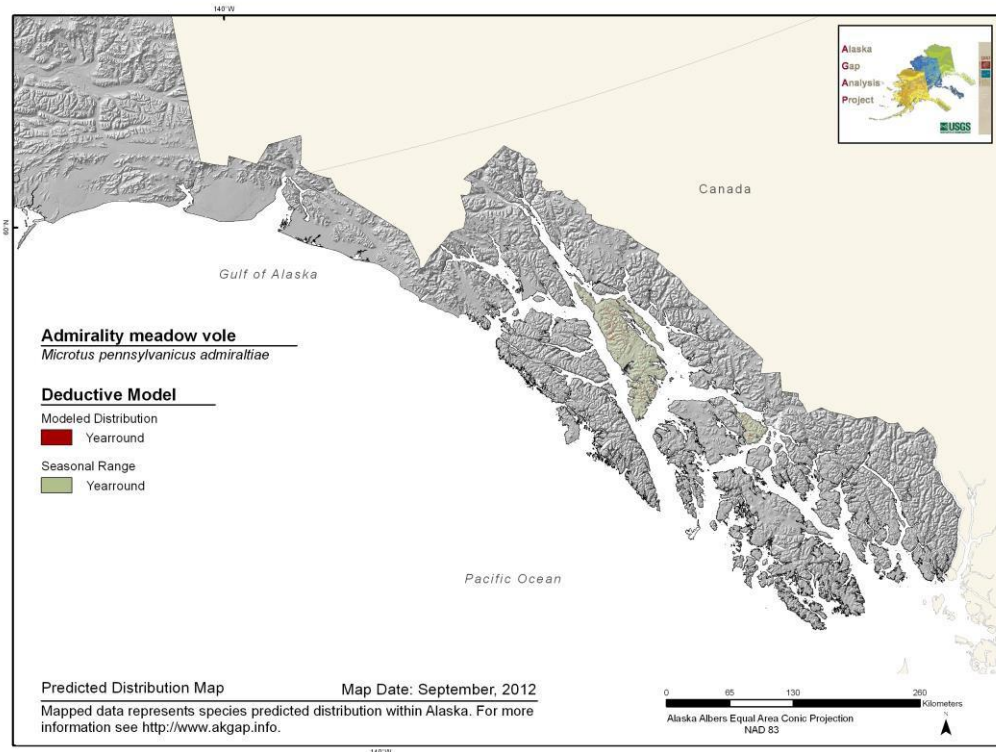 140°W
Alaska
Gap
Analysis
Project
USGS
Canada
60°N
Gulf of Alaska
Admirality meadow vole
Microtus pennsylvanicus admiraltiae
Deductive Model
Modeled Distribution
Yearround
Seasonal Range
Yearround
Pacific Ocean
Predicted Distribution Map Map Date: September, 2012
Mapped data represents species predicted distribution within Alaska. For more
information see http://www.akgap.info.
0 65 130 260
Kilometers
Alaska Albers Equal Area Conic Projection
NAD 83
N
140°W